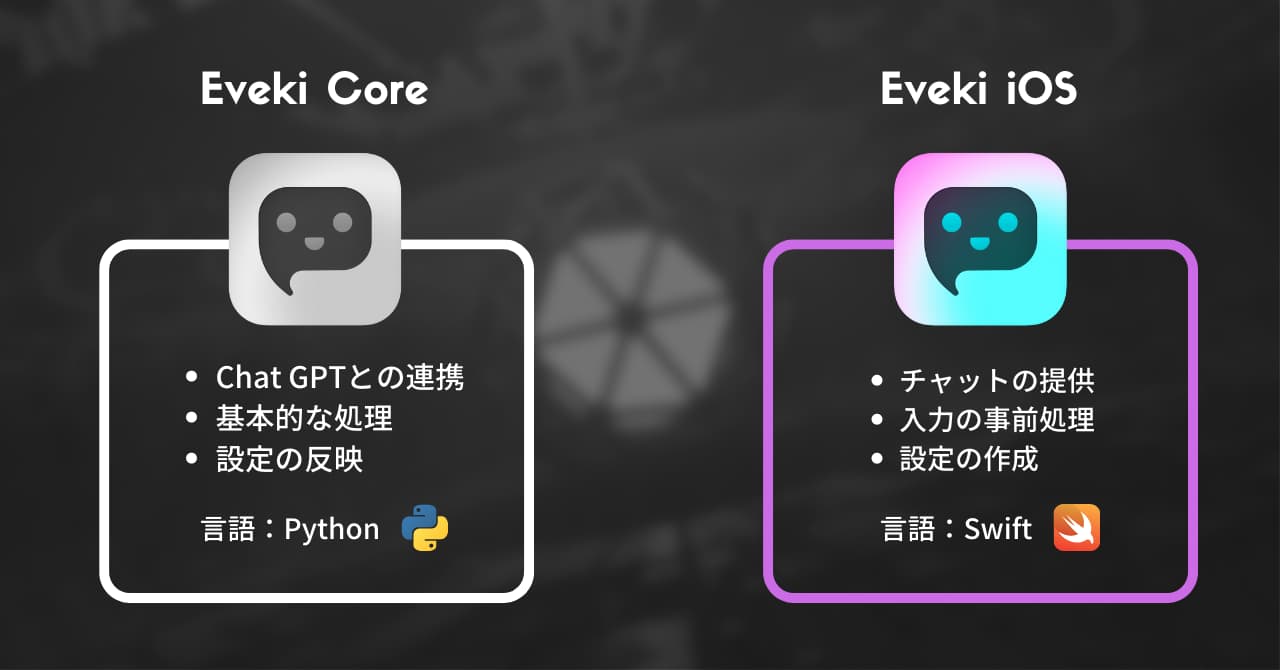 Eveki Core
• Chat GPTとの連携
• 基本的な処理
• 設定の反映
言語：Python
Eveki iOS
• チャットの提供
• 入力の事前処理
• 設定の作成
言語：Swift